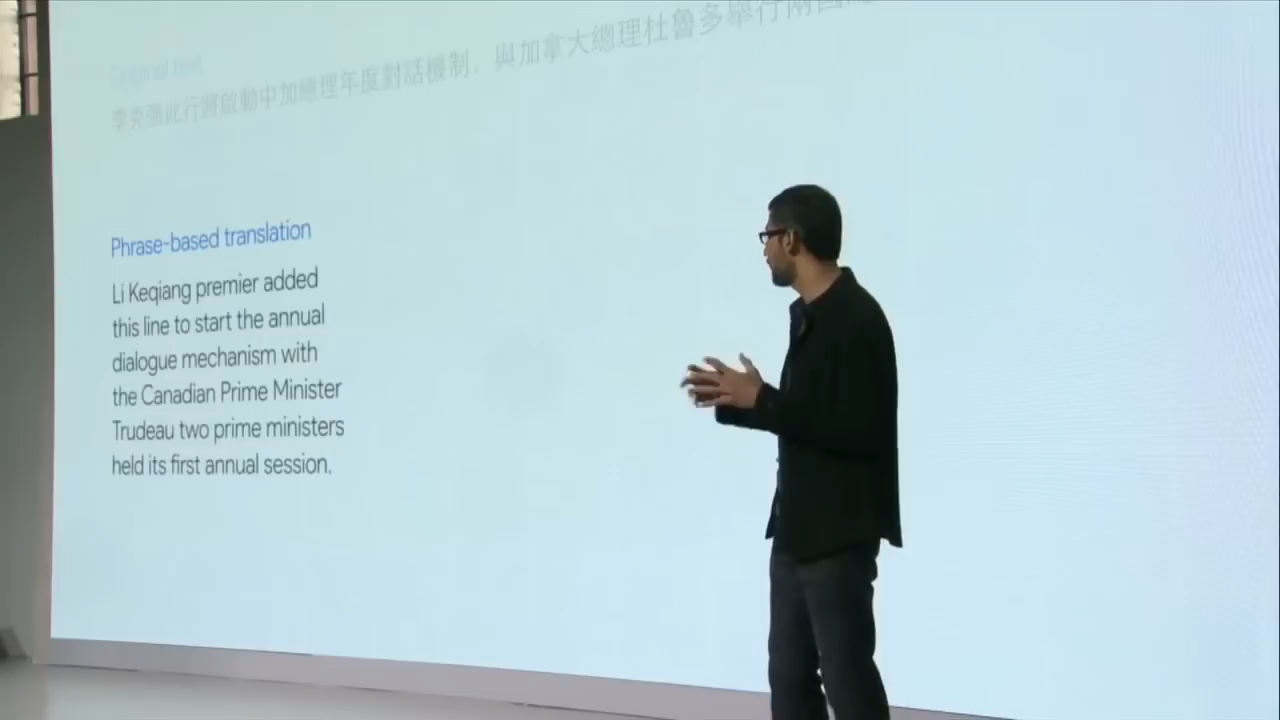 Original text
李克強此行將啟動中加總理年度對話機制，與加拿大總理杜魯多舉行兩國總
Phrase-based translation
Li Keqiang premier added
this line to start the annual
dialogue mechanism with
the Canadian Prime Minister
Trudeau two prime ministers
held its first annual session.